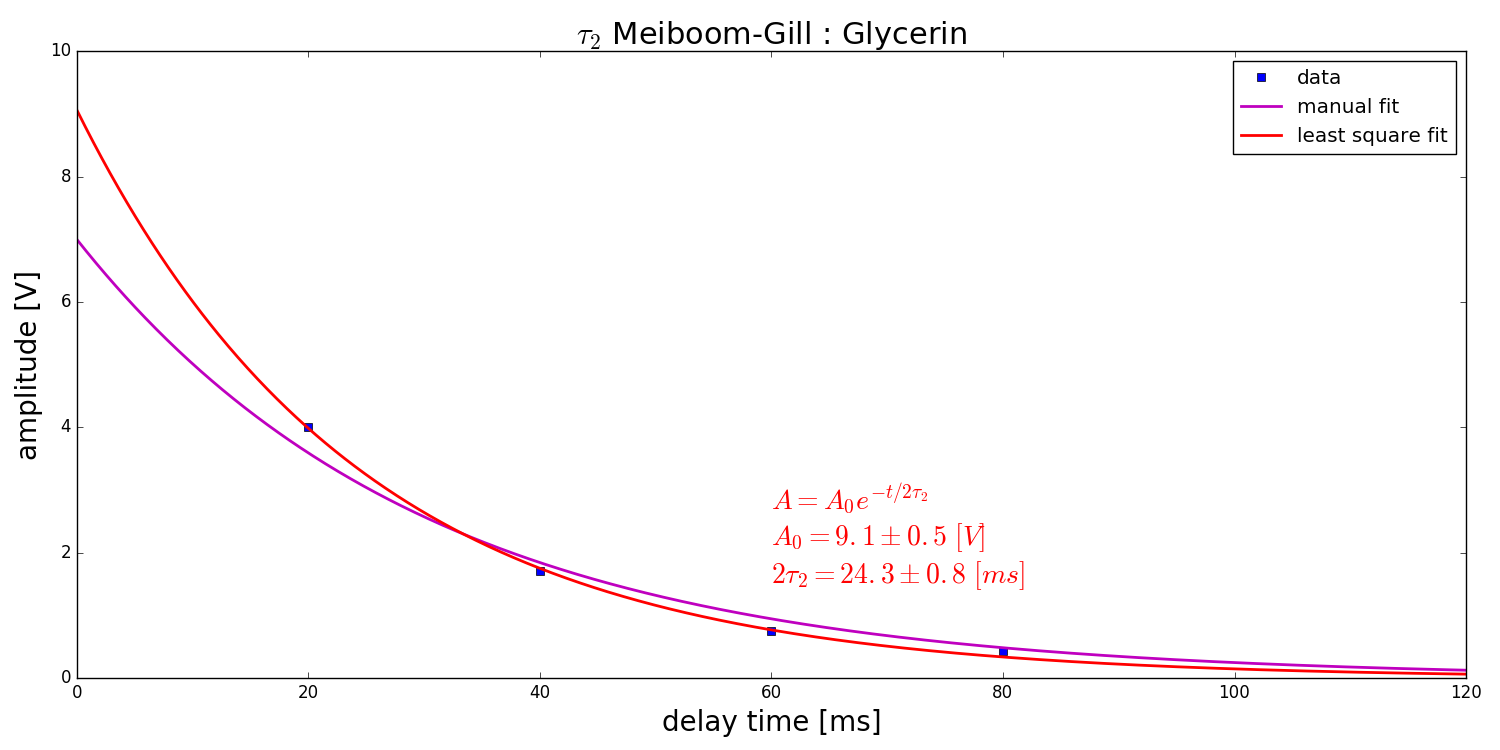 τ₂ Meiboom-Gill : Glycerin
10
8
6
4
2
0
amplitude [V]
data
manual fit
least square fit
A = A₀e^{-t/2τ₂}
A₀ = 9.1 ± 0.5 [V]
2τ₂ = 24.3 ± 0.8 [ms]
0 20 40 60 80 100 120
delay time [ms]